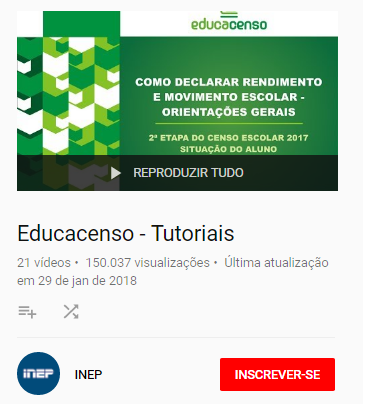 educacenso
COMO DECLARAR RENDIMENTO
E MOVIMENTO ESCOLAR -
ORIENTAÇÕES GERAIS
2ª ETAPA DO CENSO ESCOLAR 2017
SITUAÇÃO DO ALUNO
REPRODUZIR TUDO
Educacenso - Tutoriais
21 vídeos • 150.037 visualizações • Última atualização
em 29 de jan de 2018
INEP
INEP
INSCREVER-SE